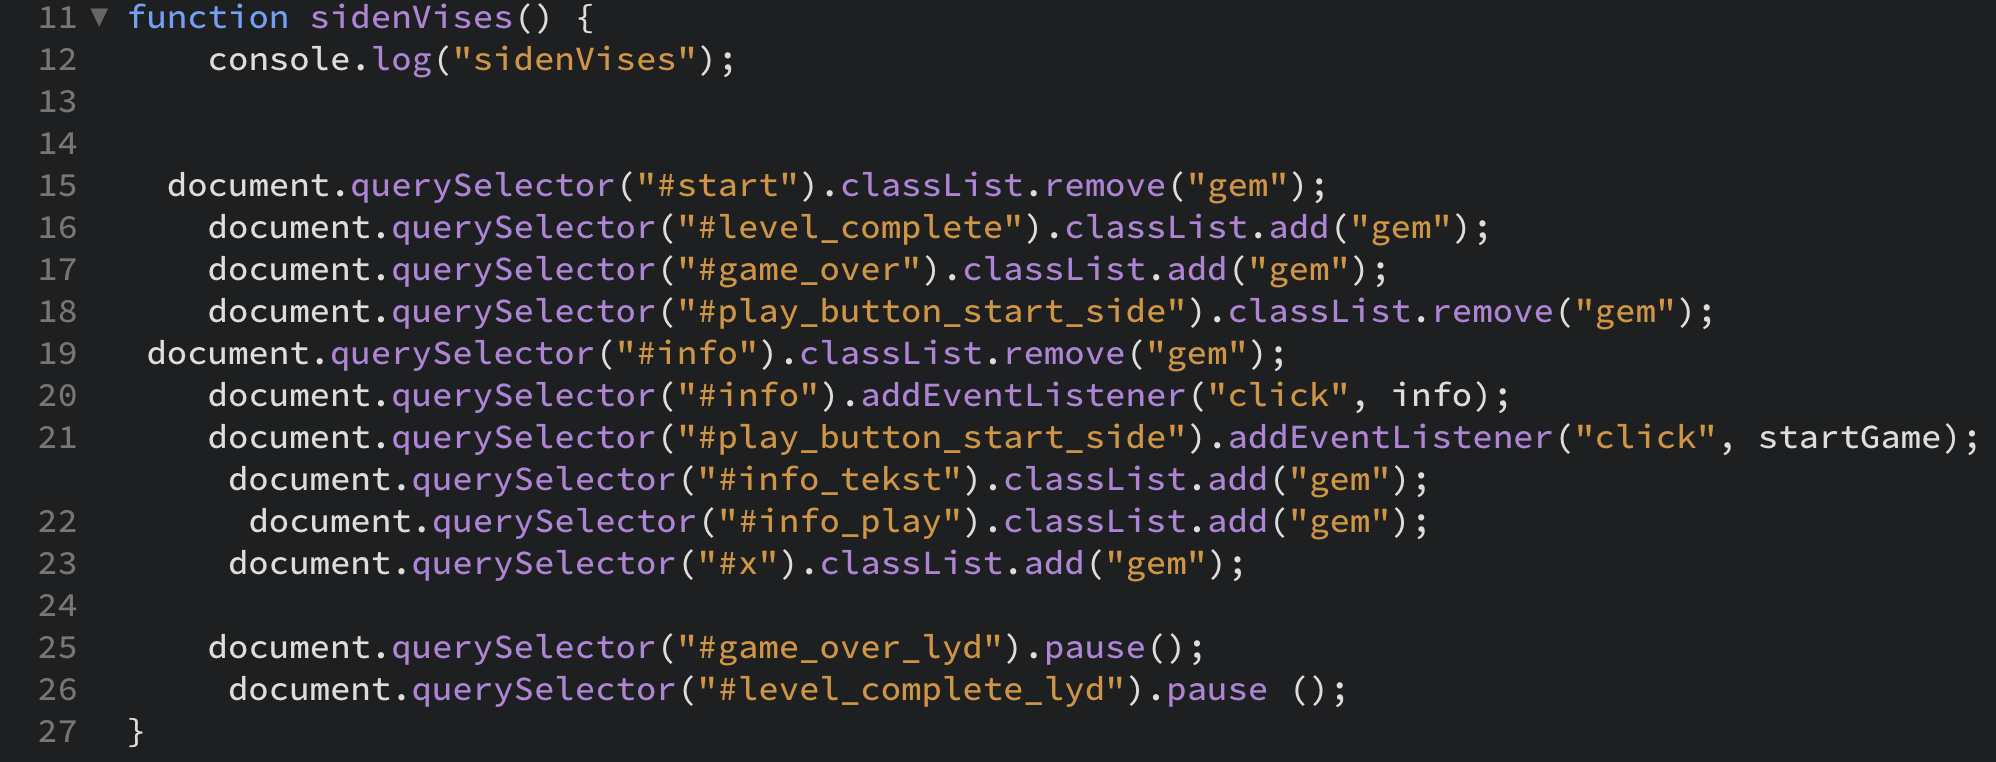 11 ▼ function sidenVises() {
12     console.log("sidenVises");
13
14
15   document.querySelector("#start").classList.remove("gem");
16     document.querySelector("#level_complete").classList.add("gem");
17     document.querySelector("#game_over").classList.add("gem");
18     document.querySelector("#play_button_start_side").classList.remove("gem");
19  document.querySelector("#info").classList.remove("gem");
20     document.querySelector("#info").addEventListener("click", info);
21     document.querySelector("#play_button_start_side").addEventListener("click", startGame);
      document.querySelector("#info_tekst").classList.add("gem");
22       document.querySelector("#info_play").classList.add("gem");
23      document.querySelector("#x").classList.add("gem");
24
25     document.querySelector("#game_over_lyd").pause();
26      document.querySelector("#level_complete_lyd").pause ();
27 }